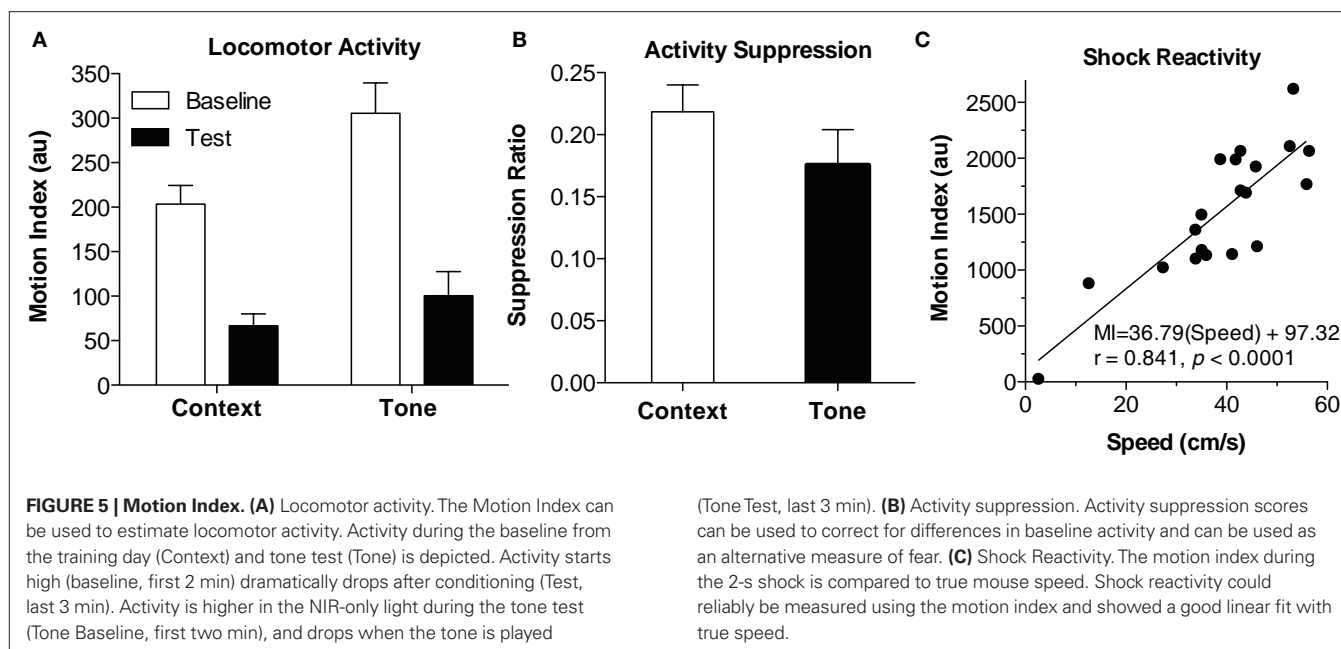 A
Locomotor Activity
350
300
250
200
150
100
50
0
Motion Index (au)
Baseline
Test
Context
Tone
B
Activity Suppression
0.25
0.20
0.15
0.10
0.05
0.00
Suppression Ratio
Context
Tone
C
Shock Reactivity
2500
2000
1500
1000
500
0
Motion Index (au)
MI=36.79(Speed) + 97.32
r = 0.841, p < 0.0001
0
20
40
60
Speed (cm/s)
FIGURE 5 | Motion Index. (A) Locomotor activity. The Motion Index can
be used to estimate locomotor activity. Activity during the baseline from
the training day (Context) and tone test (Tone) is depicted. Activity starts
high (baseline, first 2 min) dramatically drops after conditioning (Test,
last 3 min). Activity is higher in the NIR-only light during the tone test
(Tone Baseline, first two min), and drops when the tone is played
(Tone Test, last 3 min). (B) Activity suppression. Activity suppression scores
can be used to correct for differences in baseline activity and can be used as
an alternative measure of fear. (C) Shock Reactivity. The motion index during
the 2-s shock is compared to true mouse speed. Shock reactivity could
reliably be measured using the motion index and showed a good linear fit with
true speed.